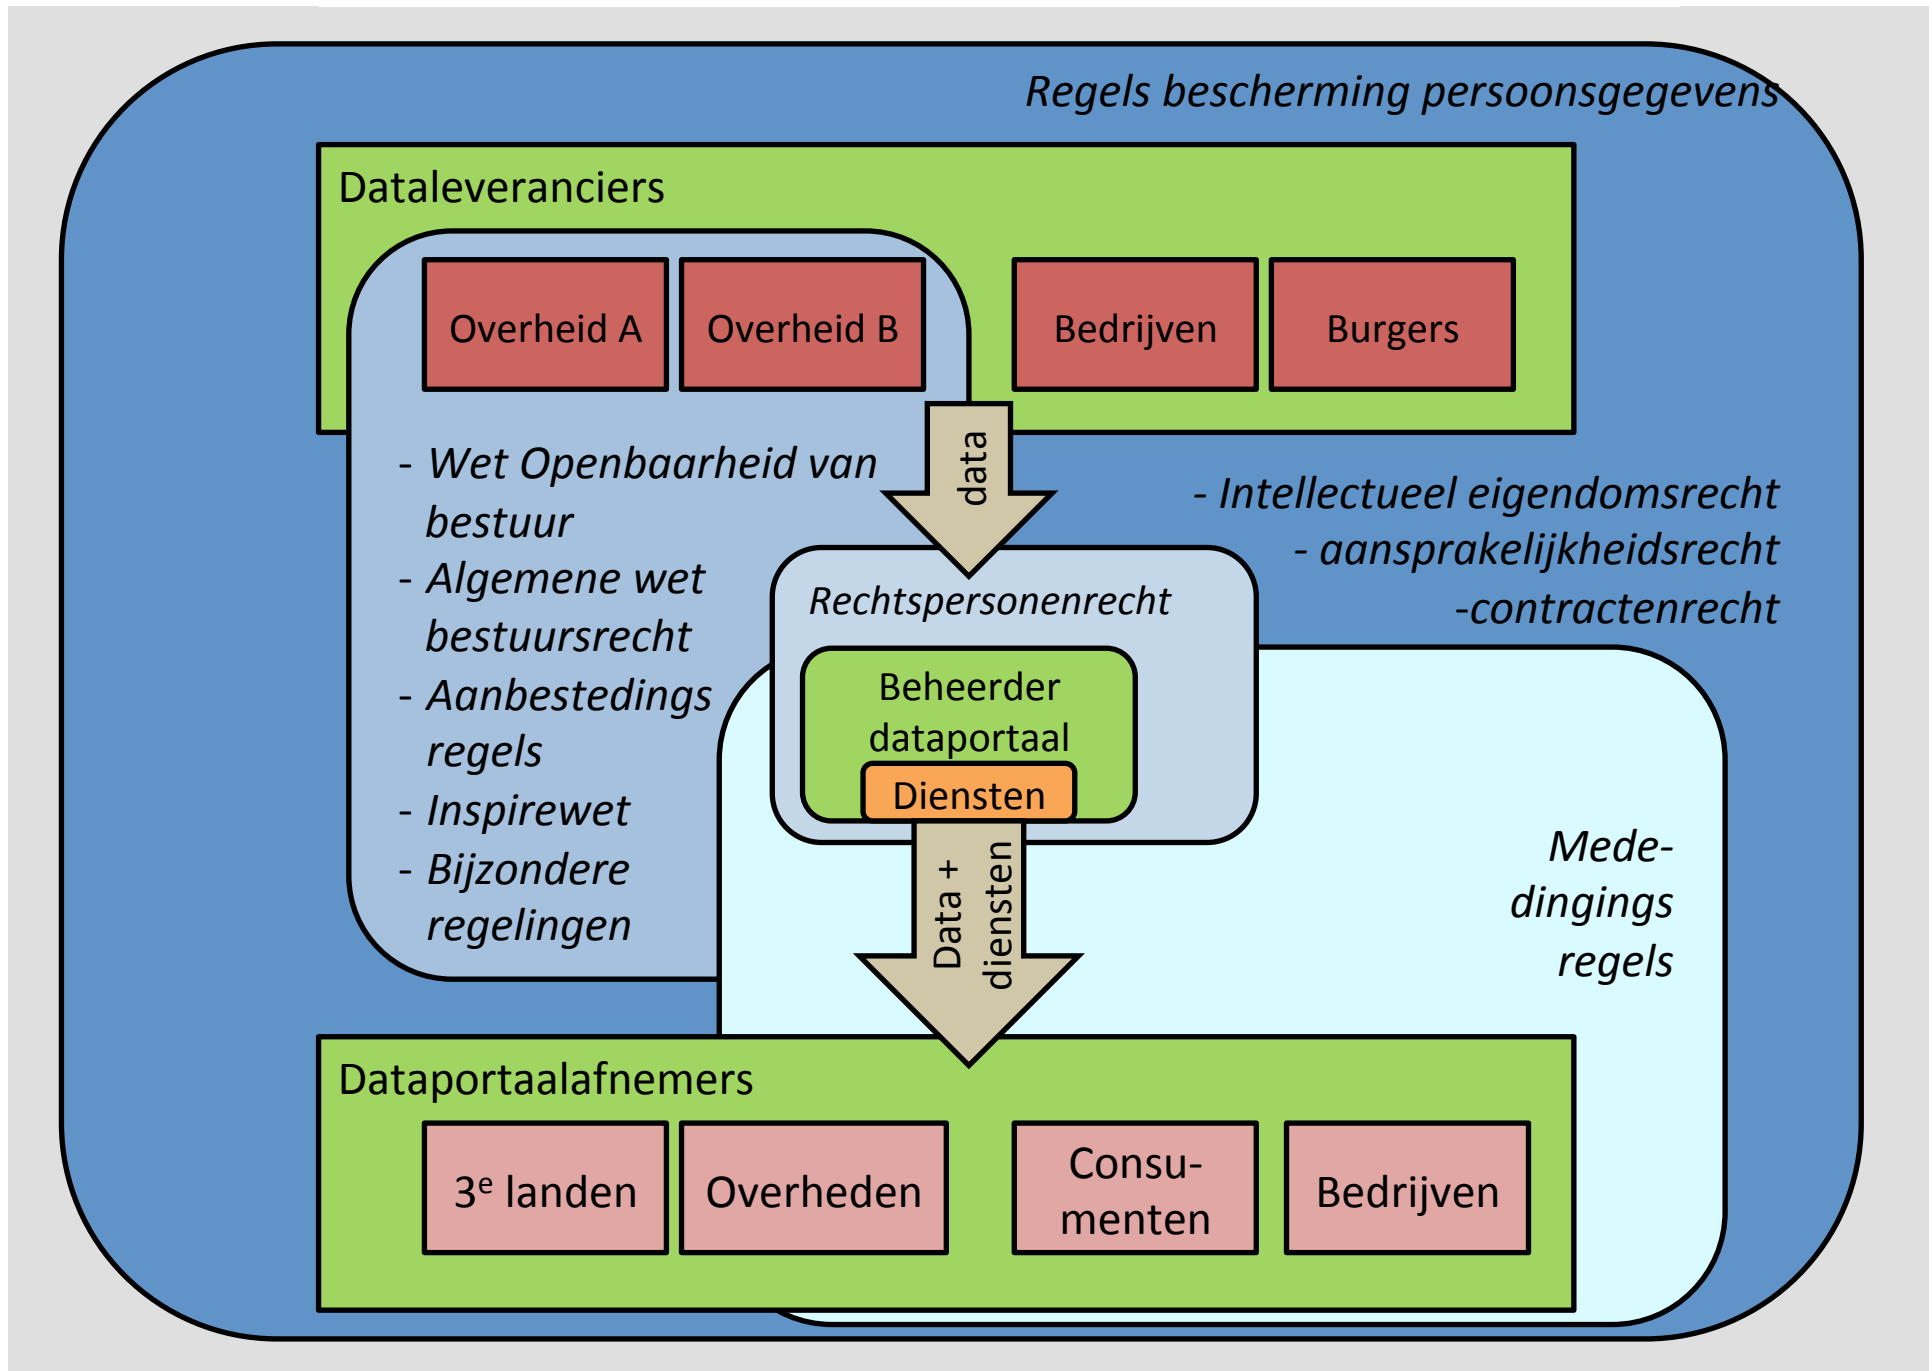 Regels bescherming persoonsgegevens
Dataleveranciers
Overheid A
Overheid B
Bedrijven
Burgers
data
- Wet Openbaarheid van
bestuur
- Algemene wet
bestuursrecht
- Aanbestedings
regels
- Inspirewet
- Bijzondere
regelingen
- Intellectueel eigendomsrecht
- aansprakelijkheidsrecht
-contractenrecht
Rechtspersonenrecht
Beheerder
dataportaal
Diensten
Data +
diensten
Mede-
dingings
regels
Dataportaalafnemers
3e landen
Overheden
Consu-
menten
Bedrijven